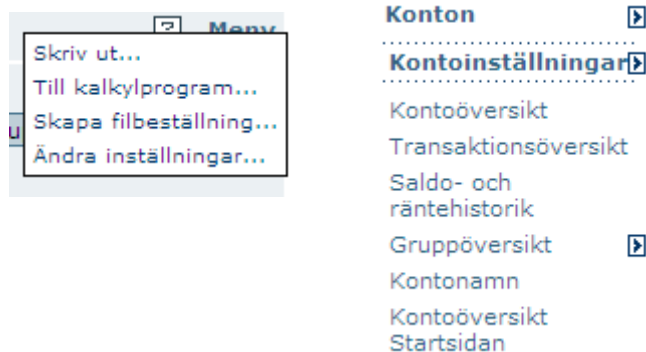 ? Meny
Skriv ut...
Till kalkylprogram...
Skapa filbeställning...
u
Ändra inställningar...
Konton
Kontoinställningar
Kontoöversikt
Transaktionsöversikt
Saldo- och
räntehistorik
Gruppöversikt
Kontonamn
Kontoöversikt
Startsidan